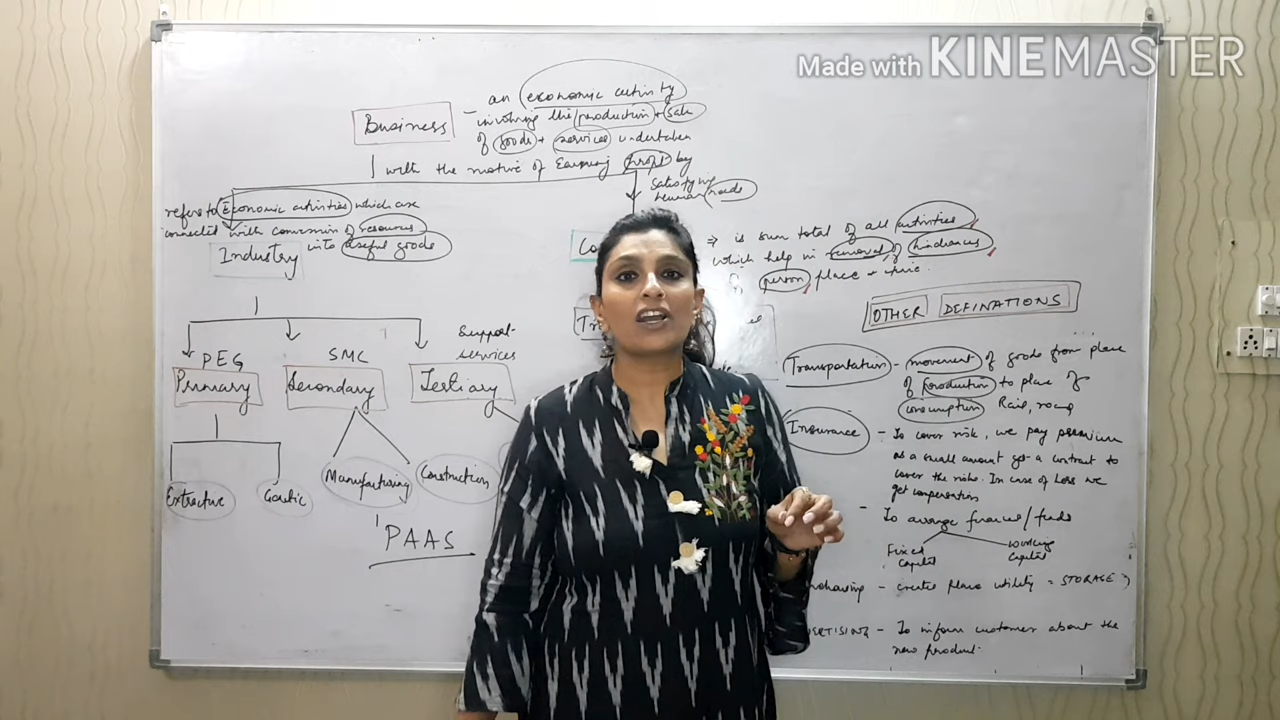 Made with KINEMASTER
Business
- an economic activity
involving the production + sale
of goods + services undertaken
with the motive of Earning profit by
Satisfying
human needs
refers to Economic activities which are
connected with conversion of resources
into useful goods
Industry
Co
⇒ is sum total of all activities
which help in removal of hindrances
person, place + time.
OTHER DEFINATIONS
PEG
Primary
SMC
Secondary
Support
services
Tertiary
Extractive
Genetic
Manufacturing
Construction
PAAS
Transportation - movement of goods from place
of production to place of
consumption Rail, road
Insurance - To cover risk, we pay premium
as a small amount get a contract to
cover the risks. In case of loss we
get compensation
- To arrange finances/funds
Fixed
Capital
Working
Capital
- create place utility = STORAGE
ERTISING - To inform customer about the
new product.